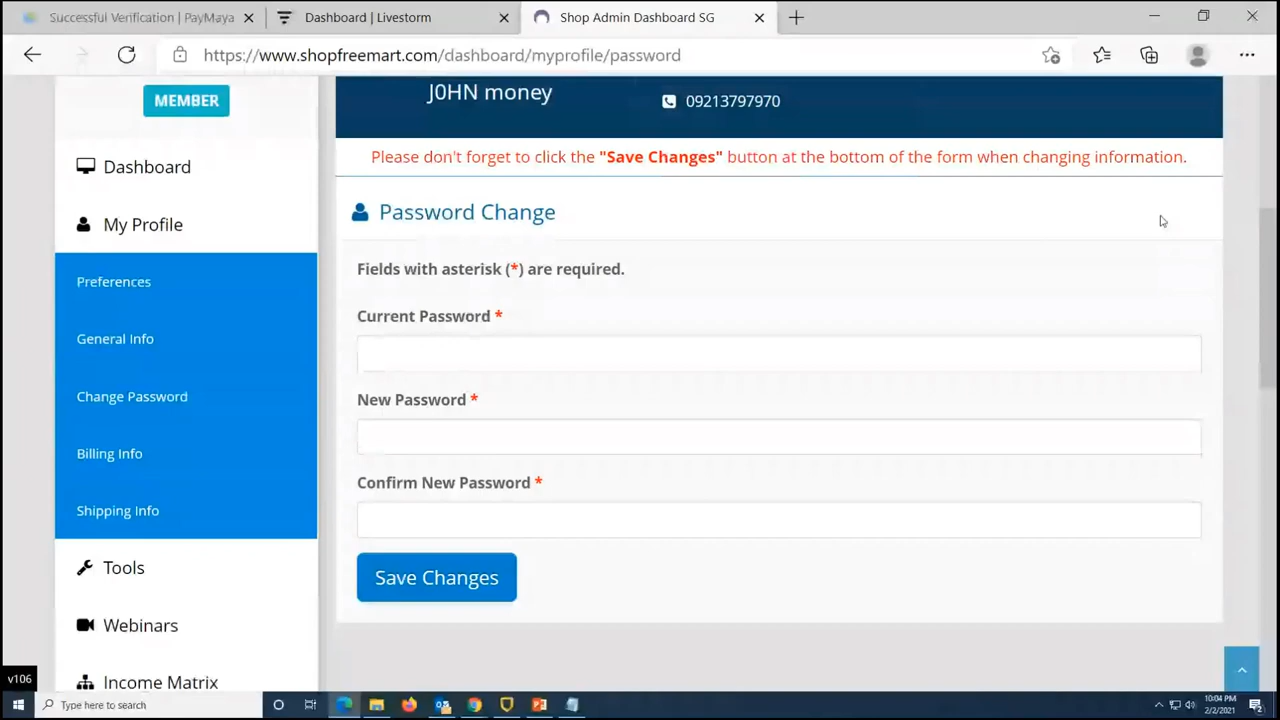 Successful Verification | PayMaya
Dashboard | Livestorm
Shop Admin Dashboard SG
https://www.shopfreemart.com/dashboard/myprofile/password
MEMBER
J0HN money
09213797970
Please don't forget to click the "Save Changes" button at the bottom of the form when changing information.
Dashboard
My Profile
Preferences
General Info
Change Password
Billing Info
Shipping Info
Tools
Webinars
Income Matrix
Password Change
Fields with asterisk (*) are required.
Current Password *
New Password *
Confirm New Password *
Save Changes
v106
Type here to search
10:04 PM
2/2/2021
2